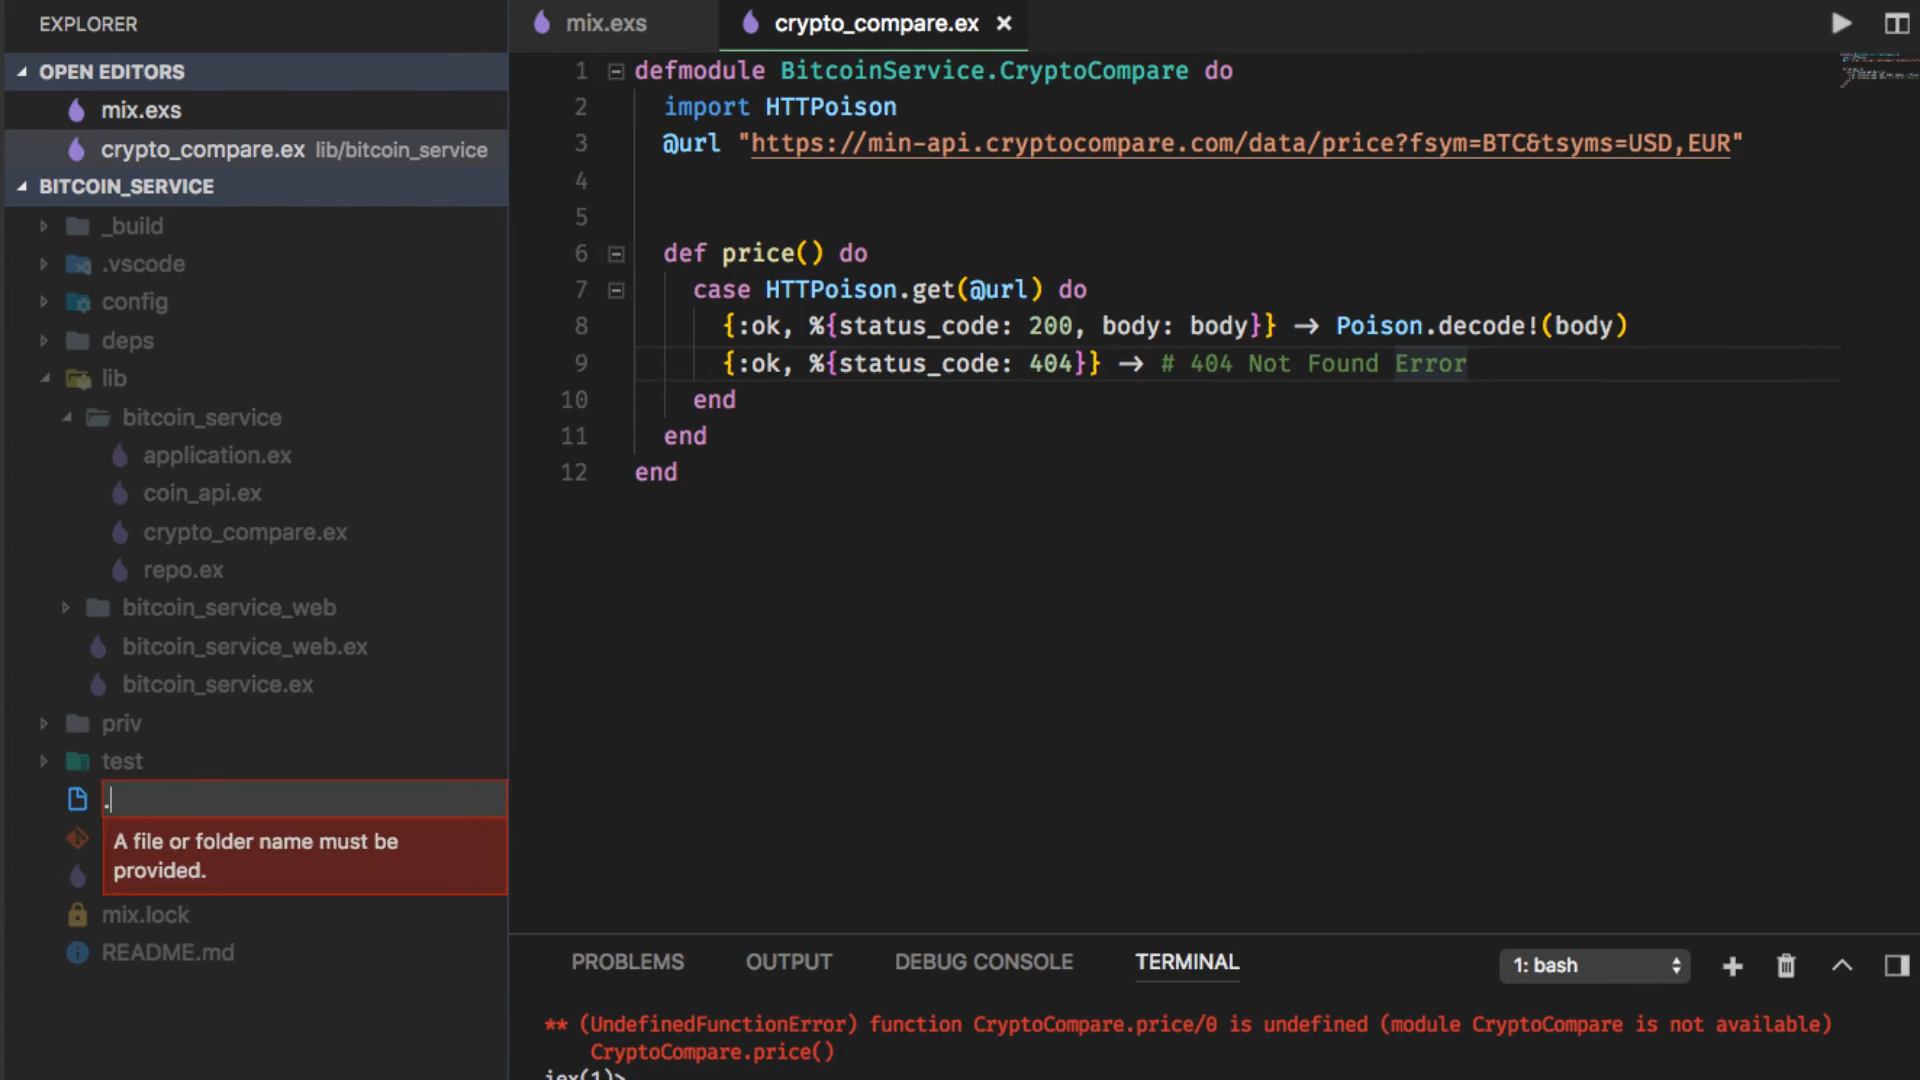 EXPLORER
OPEN EDITORS
mix.exs
crypto_compare.ex lib/bitcoin_service
BITCOIN_SERVICE
_build
.vscode
config
deps
lib
bitcoin_service
application.ex
coin_api.ex
crypto_compare.ex
repo.ex
bitcoin_service_web
bitcoin_service_web.ex
bitcoin_service.ex
priv
test
.
A file or folder name must be
provided.
mix.lock
README.md
mix.exs
crypto_compare.ex
1 defmodule BitcoinService.CryptoCompare do
2 import HTTPoison
3 @url "https://min-api.cryptocompare.com/data/price?fsym=BTC&tsyms=USD,EUR"
4
5
6 def price() do
7 case HTTPoison.get(@url) do
8 {:ok, %{status_code: 200, body: body}} -> Poison.decode!(body)
9 {:ok, %{status_code: 404}} -> # 404 Not Found Error
10 end
11 end
12 end
PROBLEMS OUTPUT DEBUG CONSOLE TERMINAL 1: bash
** (UndefinedFunctionError) function CryptoCompare.price/0 is undefined (module CryptoCompare is not available)
CryptoCompare.price()
iex(1)>